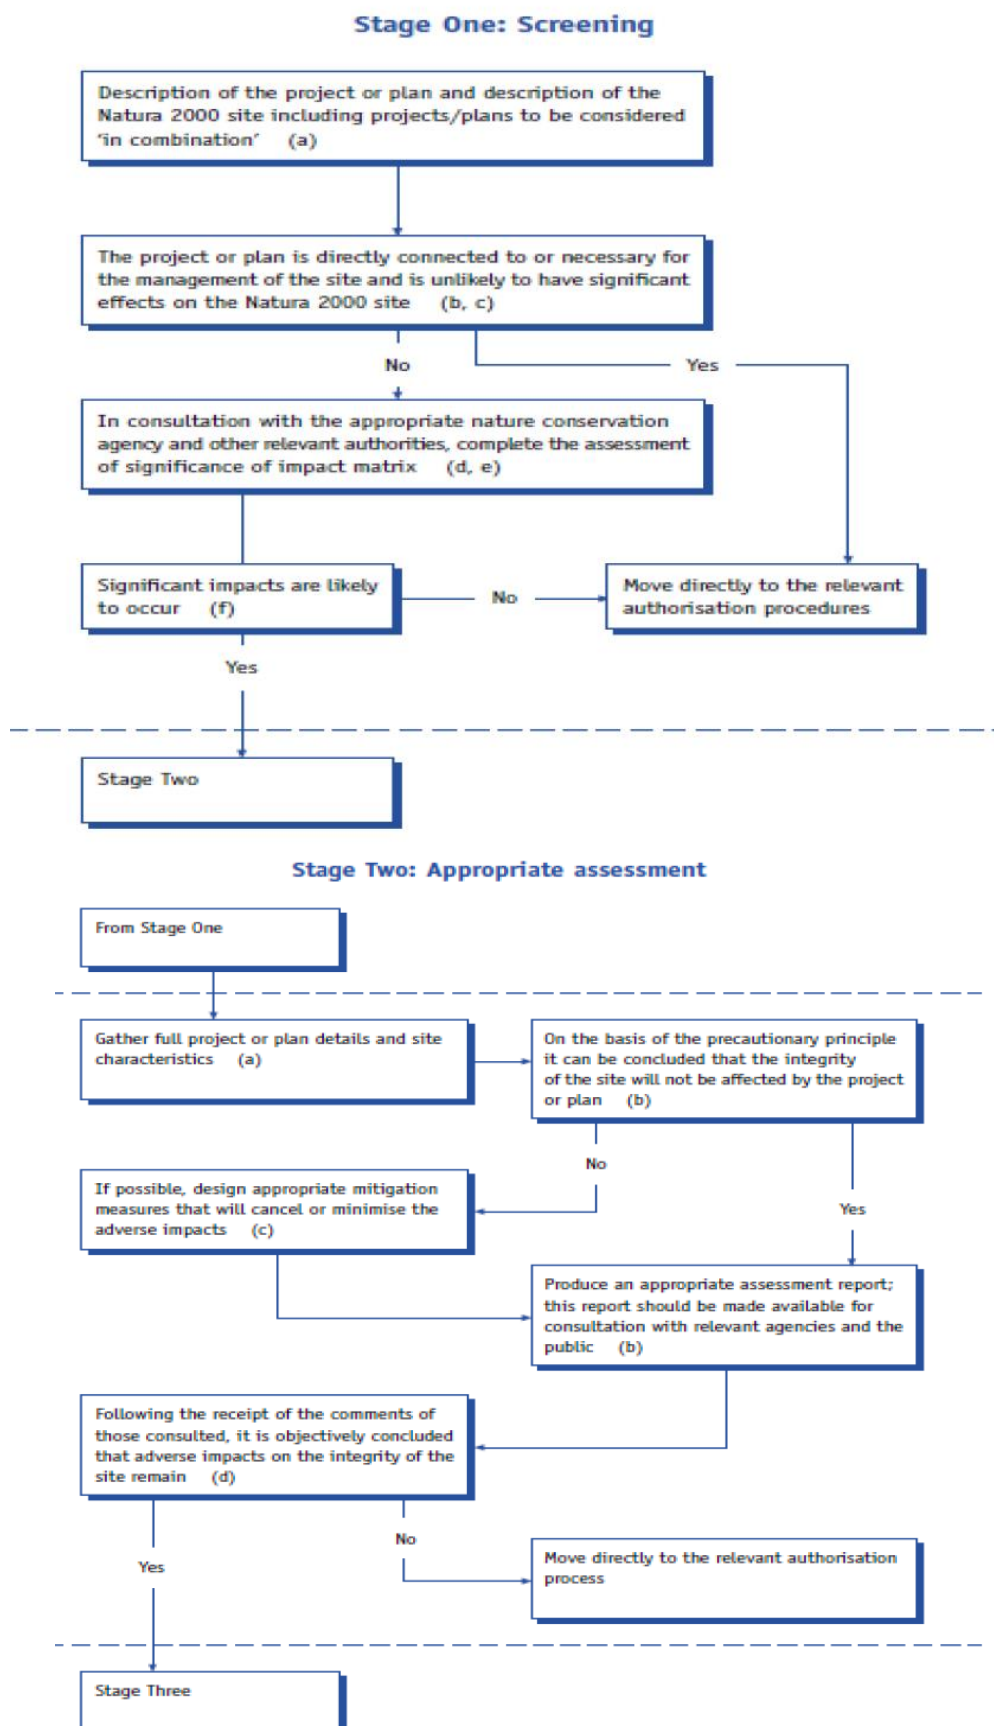 Stage One: Screening
Description of the project or plan and description of the
Natura 2000 site including projects/plans to be considered
‘in combination’ (a)
The project or plan is directly connected to or necessary for
the management of the site and is unlikely to have significant
effects on the Natura 2000 site (b, c)
No
Yes
In consultation with the appropriate nature conservation
agency and other relevant authorities, complete the assessment
of significance of impact matrix (d, e)
Significant impacts are likely
to occur (f)
No
Move directly to the relevant
authorisation procedures
Yes
Stage Two
Stage Two: Appropriate assessment
From Stage One
Gather full project or plan details and site
characteristics (a)
On the basis of the precautionary principle
it can be concluded that the integrity
of the site will not be affected by the project
or plan (b)
No
Yes
If possible, design appropriate mitigation
measures that will cancel or minimise the
adverse impacts (c)
Produce an appropriate assessment report;
this report should be made available for
consultation with relevant agencies and the
public (b)
Following the receipt of the comments of
those consulted, it is objectively concluded
that adverse impacts on the integrity of the
site remain (d)
No
Yes
Move directly to the relevant authorisation
process
Stage Three